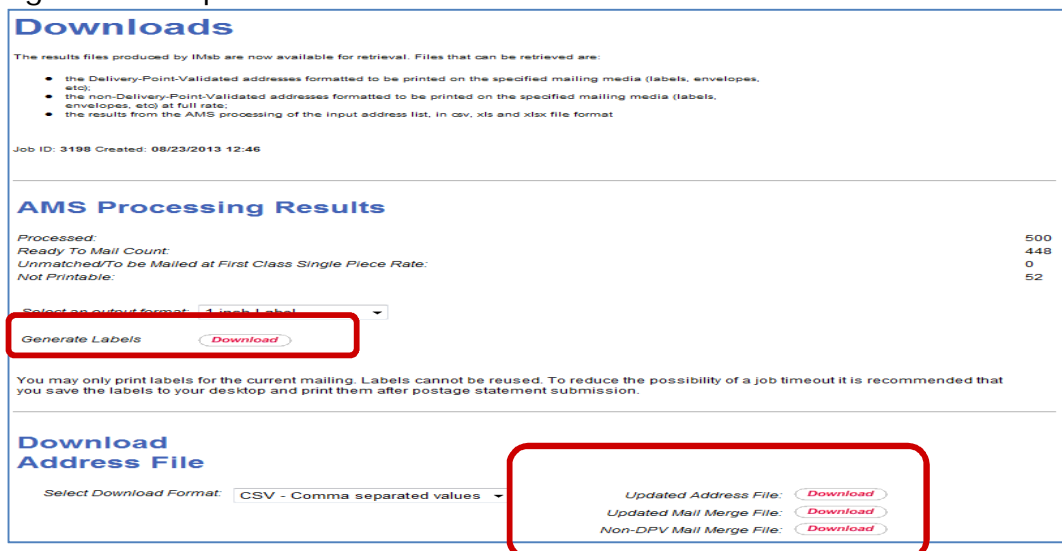 Downloads
The results files produced by IMsb are now available for retrieval. Files that can be retrieved are:
• the Delivery-Point-Validated addresses formatted to be printed on the specified mailing media (labels, envelopes,
etc);
• the non-Delivery-Point-Validated addresses formatted to be printed on the specified mailing media (labels,
envelopes, etc) at full rate;
• the results from the AMS processing of the input address list, in csv, xls and xlsx file format
Job ID: 3198 Created: 08/23/2013 12:46
AMS Processing Results
Processed: 500
Ready To Mail Count: 448
Unmatched/To be Mailed at First Class Single Piece Rate: 0
Not Printable: 52
Select an output format: 1 inch Label
Generate Labels Download
You may only print labels for the current mailing. Labels cannot be reused. To reduce the possibility of a job timeout it is recommended that
you save the labels to your desktop and print them after postage statement submission.
Download
Address File
Select Download Format: CSV - Comma separated values Updated Address File: Download
Updated Mail Merge File: Download
Non-DPV Mail Merge File: Download